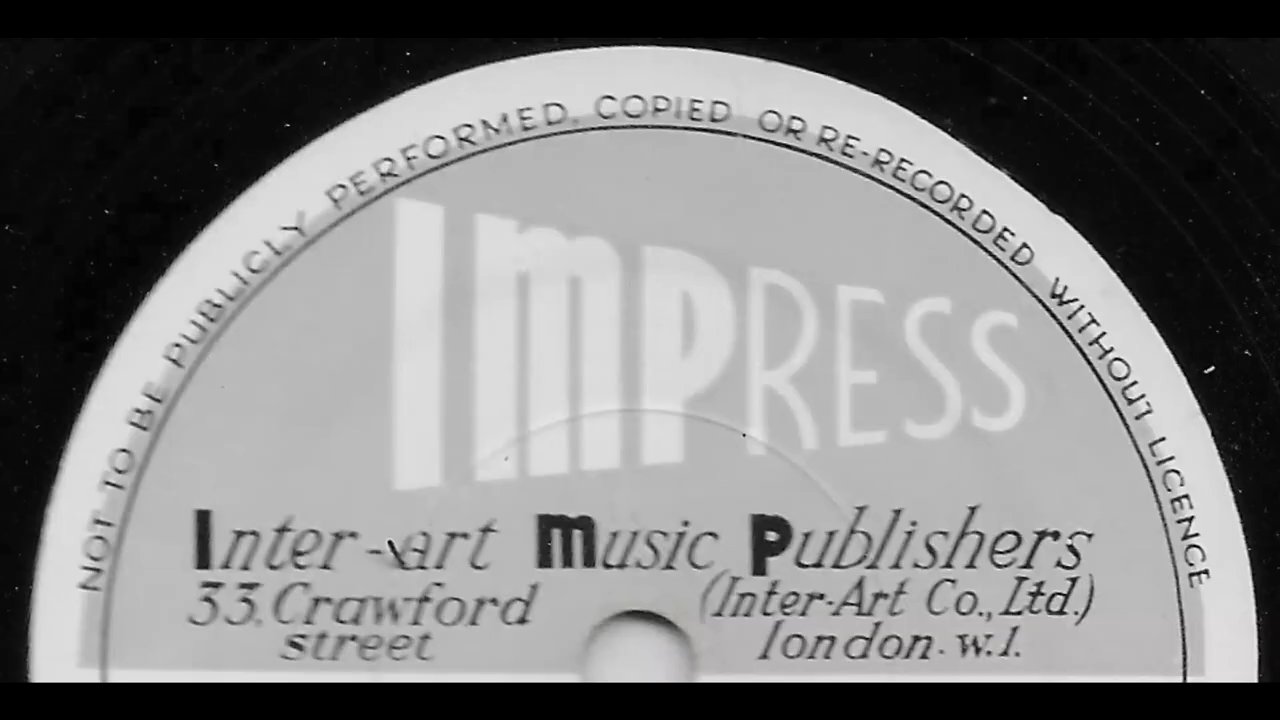 NOT TO BE PUBLICLY PERFORMED, COPIED OR RE-RECORDED WITHOUT LICENCE
IMPRESS
Inter-art Music Publishers
33, Crawford street
(Inter-Art Co., Ltd.)
london. w.1.